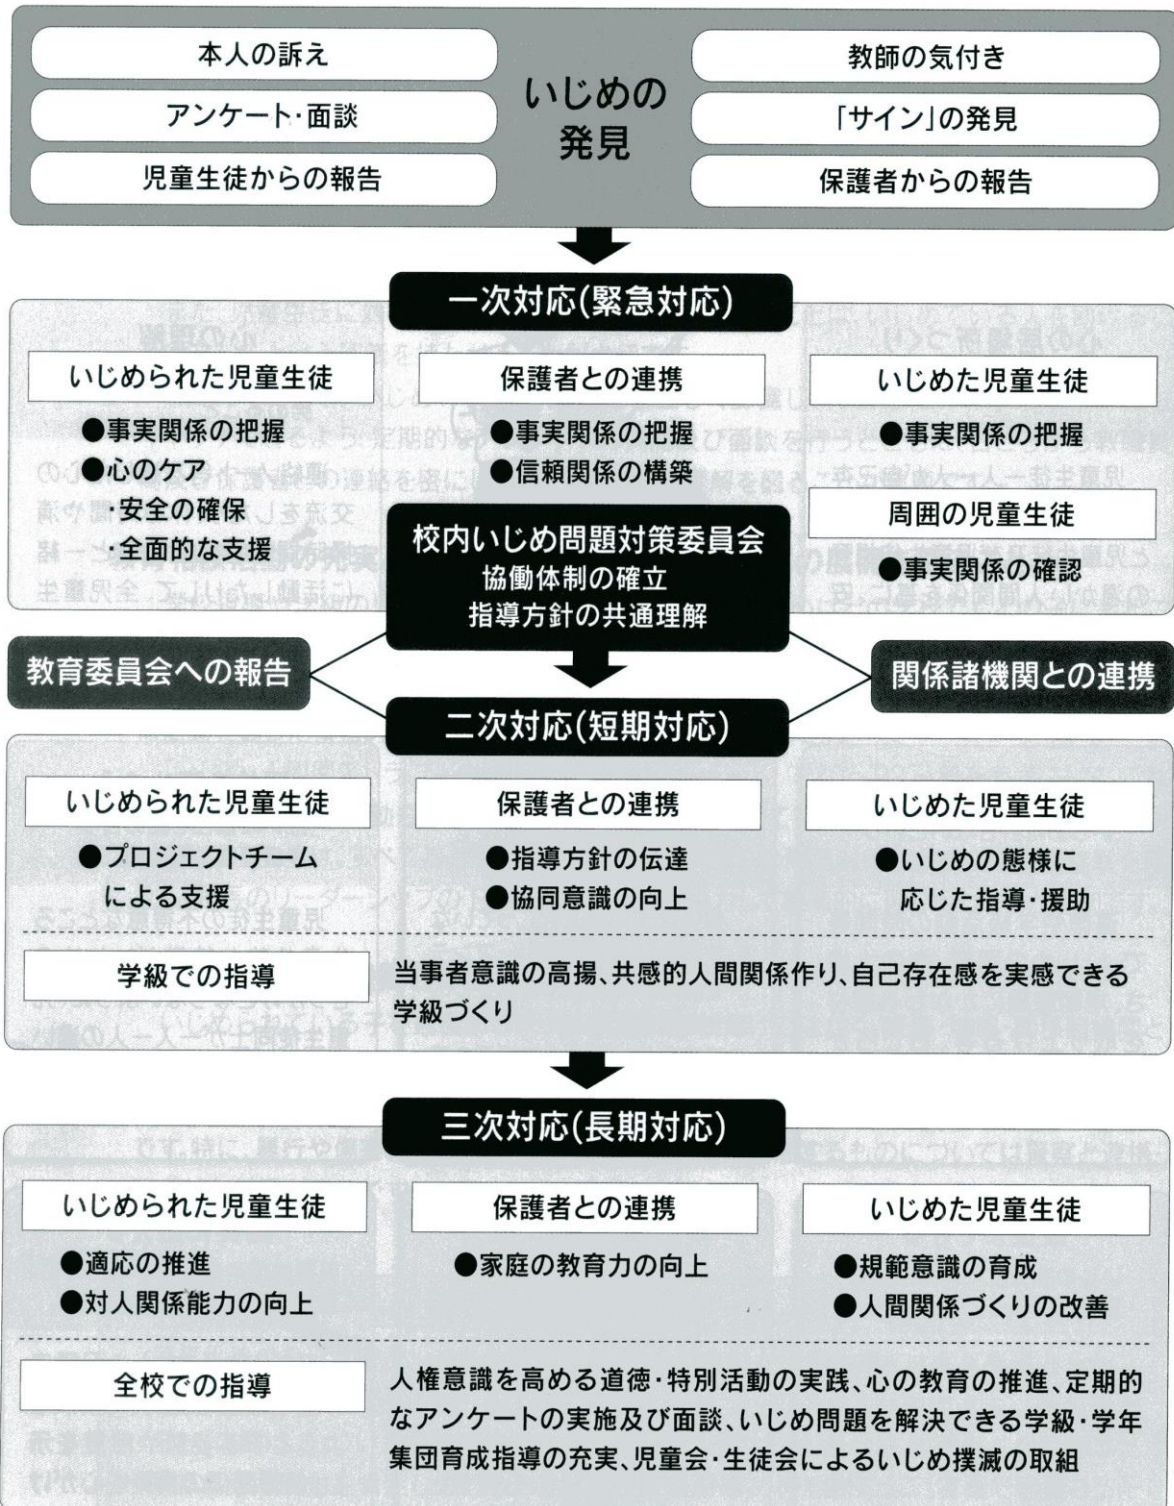 いじめの
発見
本人の訴え
アンケート・面談
児童生徒からの報告
教師の気付き
「サイン」の発見
保護者からの報告
一次対応(緊急対応)
いじめられた児童生徒
●事実関係の把握
●心のケア
・安全の確保
・全面的な支援
保護者との連携
●事実関係の把握
●信頼関係の構築
いじめた児童生徒
●事実関係の把握
周囲の児童生徒
●事実関係の確認
校内いじめ問題対策委員会
協働体制の確立
指導方針の共通理解
教育委員会への報告
関係諸機関との連携
二次対応(短期対応)
いじめられた児童生徒
●プロジェクトチーム
による支援
保護者との連携
●指導方針の伝達
●協同意識の向上
いじめた児童生徒
●いじめの態様に
応じた指導・援助
学級での指導
当事者意識の高揚、共感的人間関係作り、自己存在感を実感できる
学級づくり
三次対応(長期対応)
いじめられた児童生徒
●適応の推進
●対人関係能力の向上
保護者との連携
●家庭の教育力の向上
いじめた児童生徒
●規範意識の育成
●人間関係づくりの改善
全校での指導
人権意識を高める道徳・特別活動の実践、心の教育の推進、定期的
なアンケートの実施及び面談、いじめ問題を解決できる学級・学年
集団育成指導の充実、児童会・生徒会によるいじめ撲滅の取組